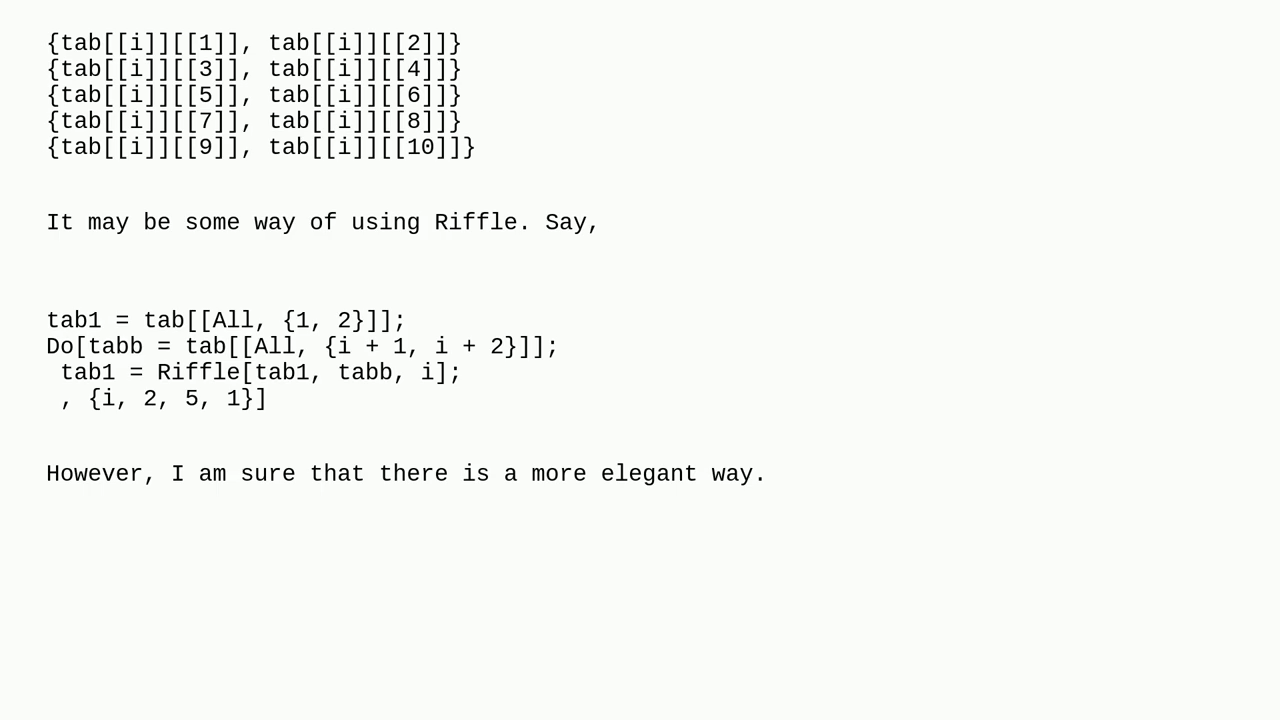 {tab[[i]][[1]], tab[[i]][[2]]}
{tab[[i]][[3]], tab[[i]][[4]]}
{tab[[i]][[5]], tab[[i]][[6]]}
{tab[[i]][[7]], tab[[i]][[8]]}
{tab[[i]][[9]], tab[[i]][[10]]}
It may be some way of using Riffle. Say,
tab1 = tab[[All, {1, 2}]];
Do[tabb = tab[[All, {i + 1, i + 2}]];
 tab1 = Riffle[tab1, tabb, i];
 , {i, 2, 5, 1}]
However, I am sure that there is a more elegant way.